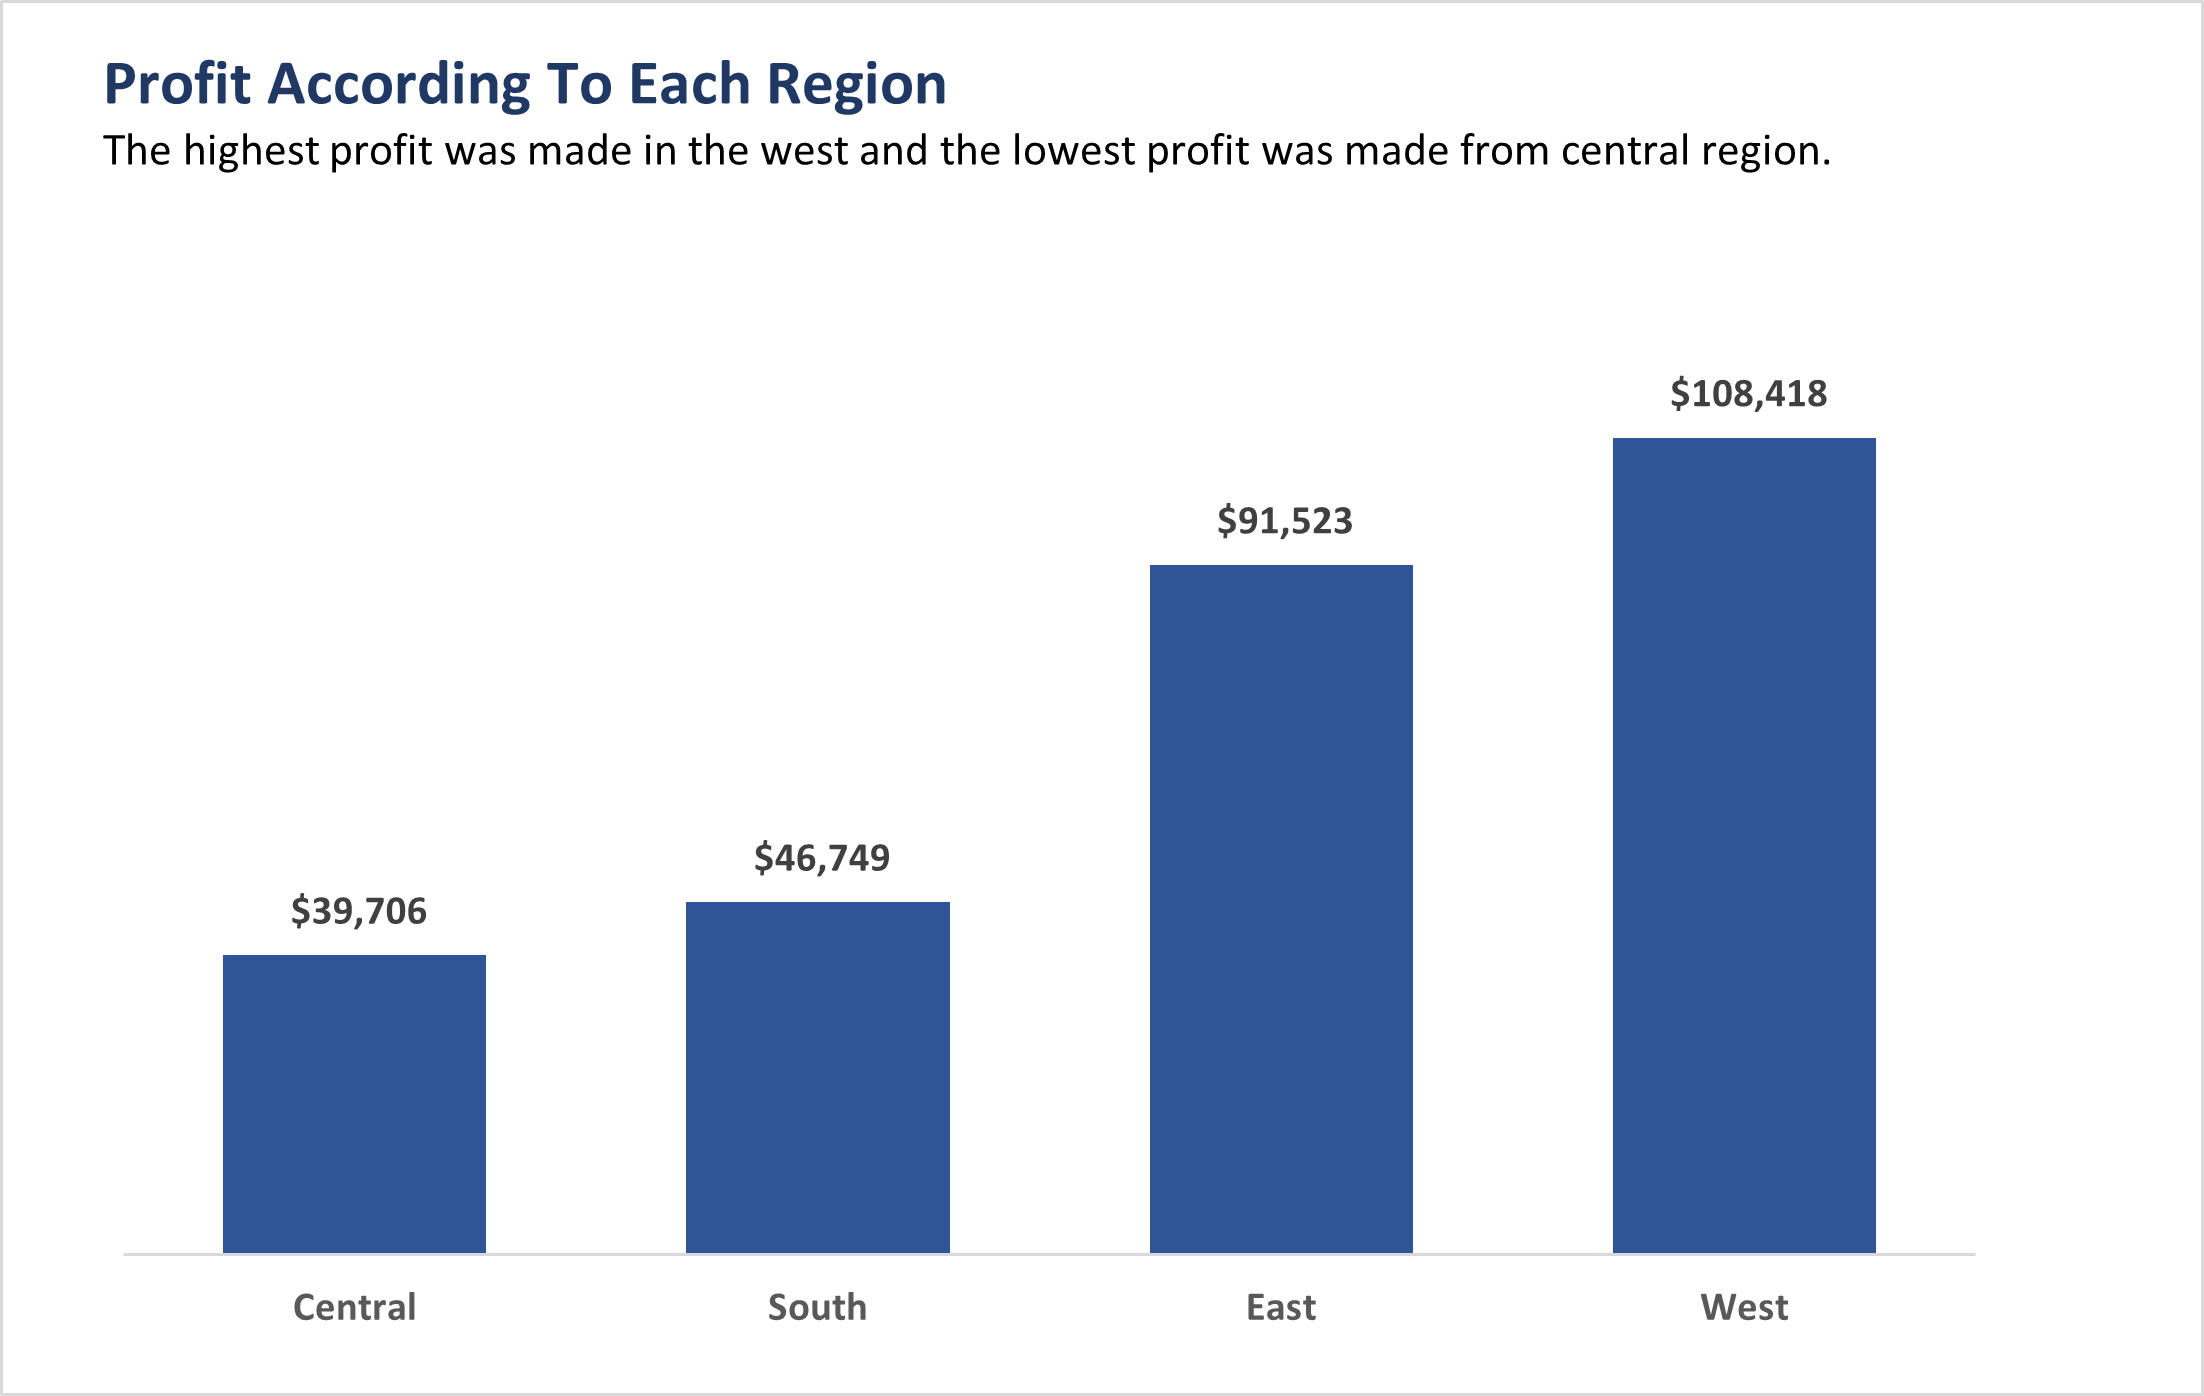 Profit According To Each Region
The highest profit was made in the west and the lowest profit was made from central region.
$108,418
$91,523
$46,749
$39,706
Central South East West